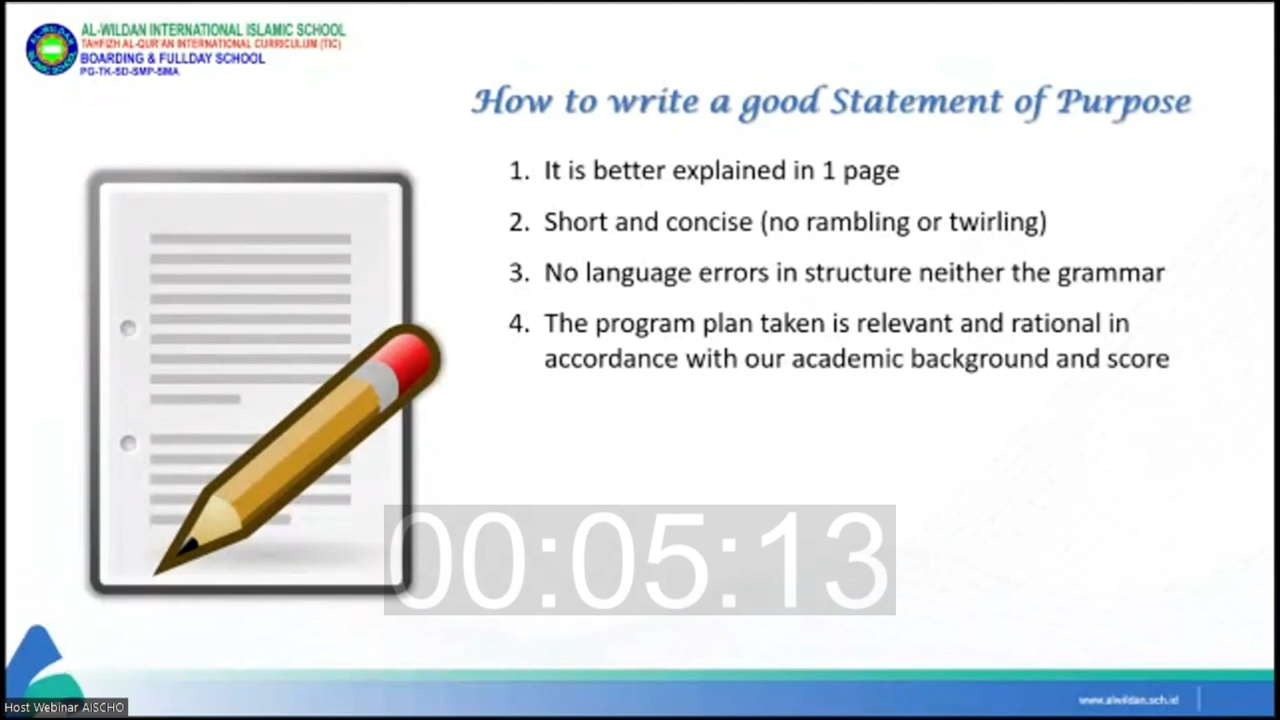 AL-WILDAN INTERNATIONAL ISLAMIC SCHOOL
TAHFIZH AL-QUR'AN INTERNATIONAL CURRICULUM (TIC)
BOARDING & FULLDAY SCHOOL
PG-TK-SD-SMP-SMA
How to write a good Statement of Purpose
1. It is better explained in 1 page
2. Short and concise (no rambling or twirling)
3. No language errors in structure neither the grammar
4. The program plan taken is relevant and rational in
accordance with our academic background and score
00:05:13
Host Webinar AISCHO
www.alwildan.sch.id